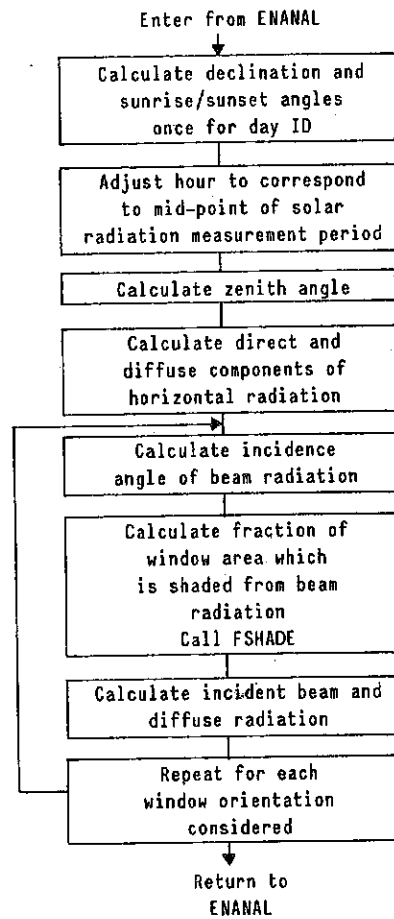 Enter from ENANAL
Calculate declination and
sunrise/sunset angles
once for day ID
Adjust hour to correspond
to mid-point of solar
radiation measurement period
Calculate zenith angle
Calculate direct and
diffuse components of
horizontal radiation
Calculate incidence
angle of beam radiation
Calculate fraction of
window area which
is shaded from beam
radiation
Call FSHADE
Calculate incident beam and
diffuse radiation
Repeat for each
window orientation
considered
Return to
ENANAL